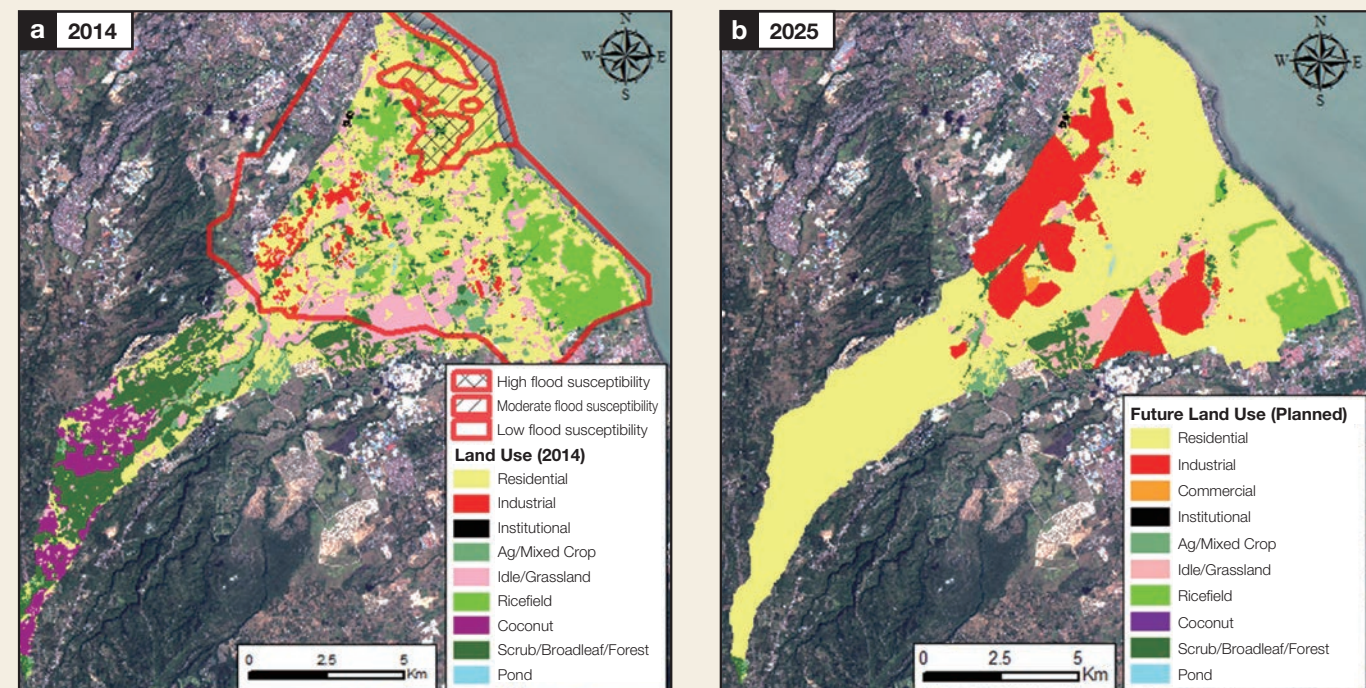 a 2014
N
W E
S
High flood susceptibility
Moderate flood susceptibility
Low flood susceptibility
Land Use (2014)
Residential
Industrial
Institutional
Ag/Mixed Crop
Idle/Grassland
Ricefield
Coconut
Scrub/Broadleaf/Forest
Pond
0 2.5 5
Km
b 2025
N
W E
S
Future Land Use (Planned)
Residential
Industrial
Commercial
Institutional
Ag/Mixed Crop
Idle/Grassland
Ricefield
Coconut
Scrub/Broadleaf/Forest
Pond
0 2.5 5
Km